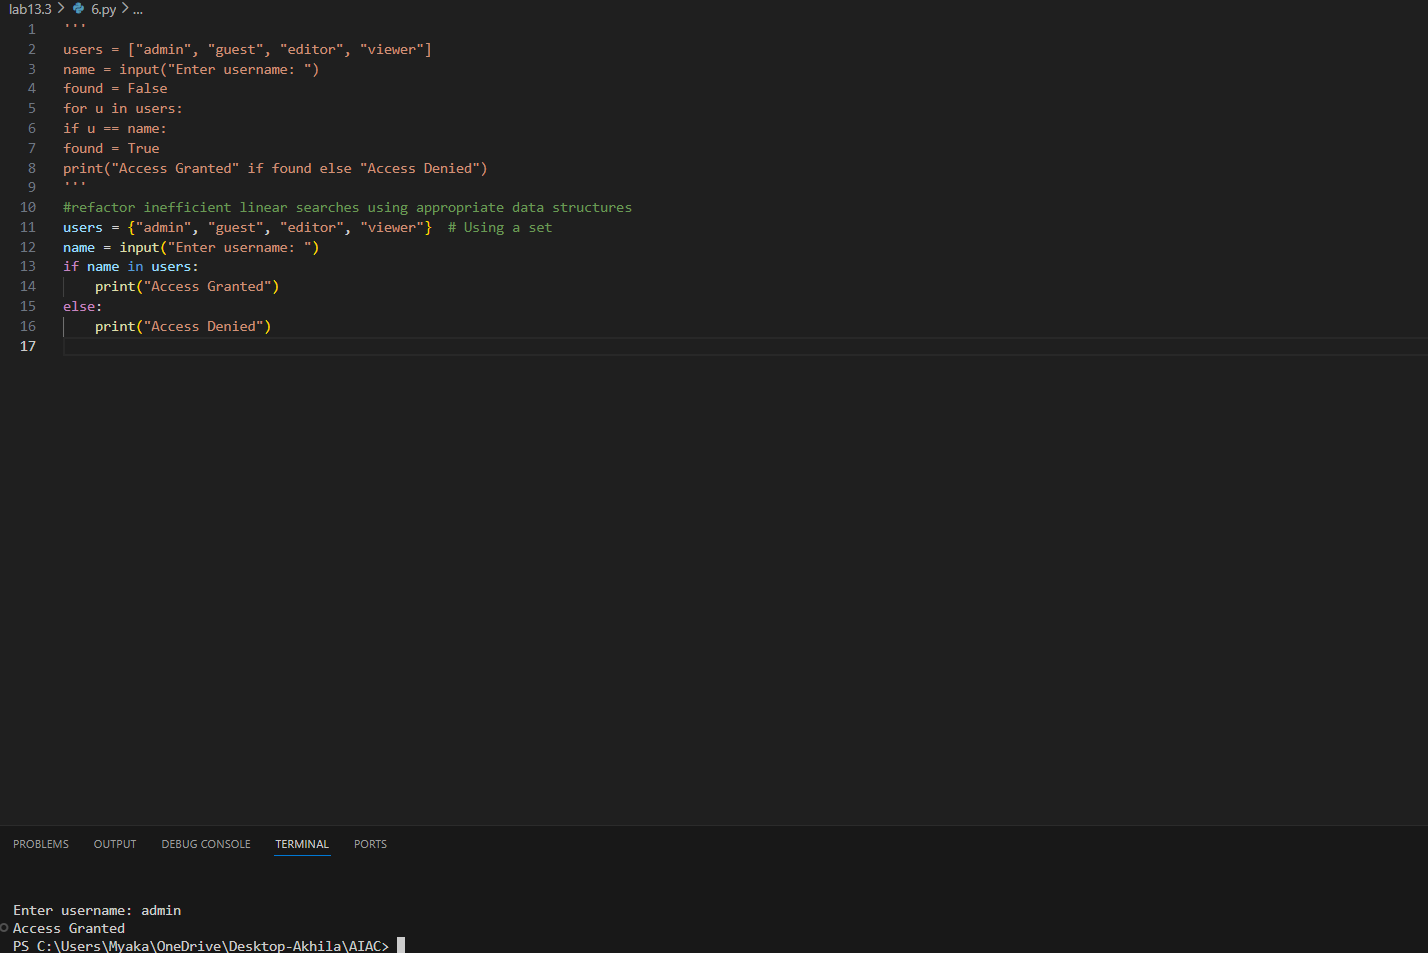 lab13.3 > 6.py > ...
1 '''
2 users = ["admin", "guest", "editor", "viewer"]
3 name = input("Enter username: ")
4 found = False
5 for u in users:
6 if u == name:
7 found = True
8 print("Access Granted" if found else "Access Denied")
9 '''
10 #refactor inefficient linear searches using appropriate data structures
11 users = {"admin", "guest", "editor", "viewer"}  # Using a set
12 name = input("Enter username: ")
13 if name in users:
14     print("Access Granted")
15 else:
16     print("Access Denied")
17
PROBLEMS OUTPUT DEBUG CONSOLE TERMINAL PORTS
Enter username: admin
Access Granted
PS C:\Users\Myaka\OneDrive\Desktop-Akhila\AIAC>